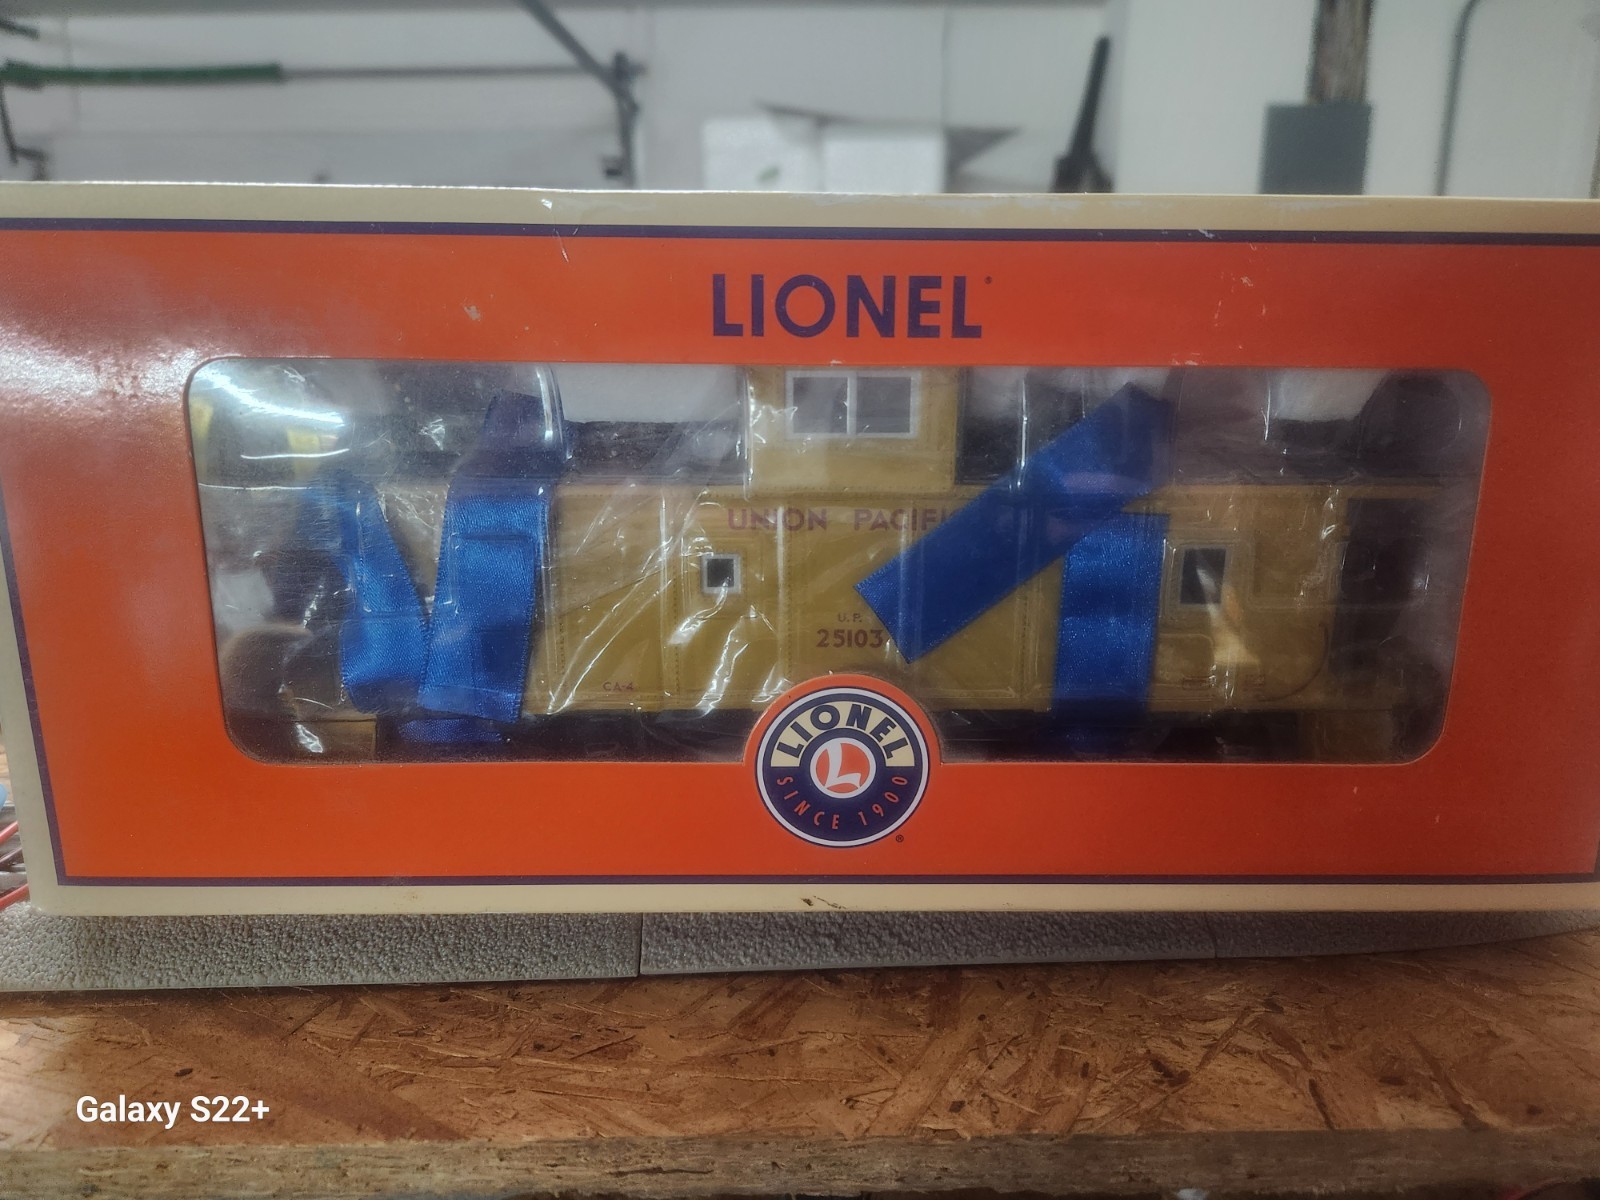 LIONEL
UNION PACIFI
U.P.
25103
CA-4
LIONEL
L
SINCE 1900
Galaxy S22+